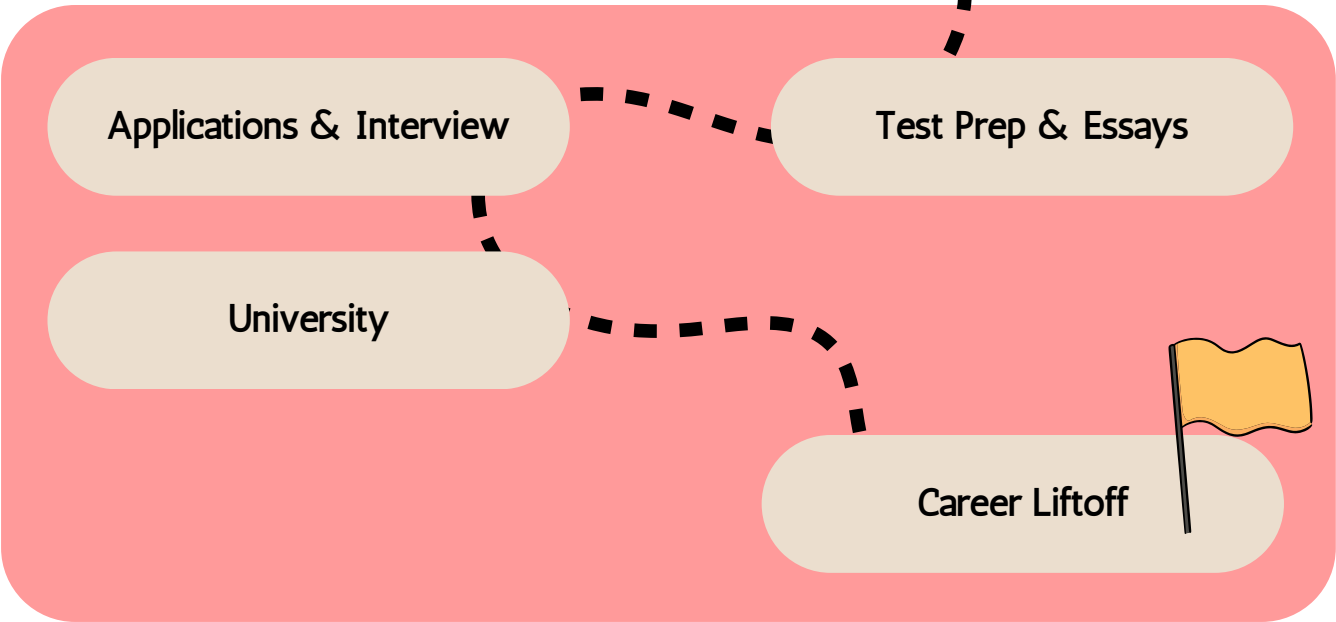 Applications & Interview
Test Prep & Essays
University
Career Liftoff